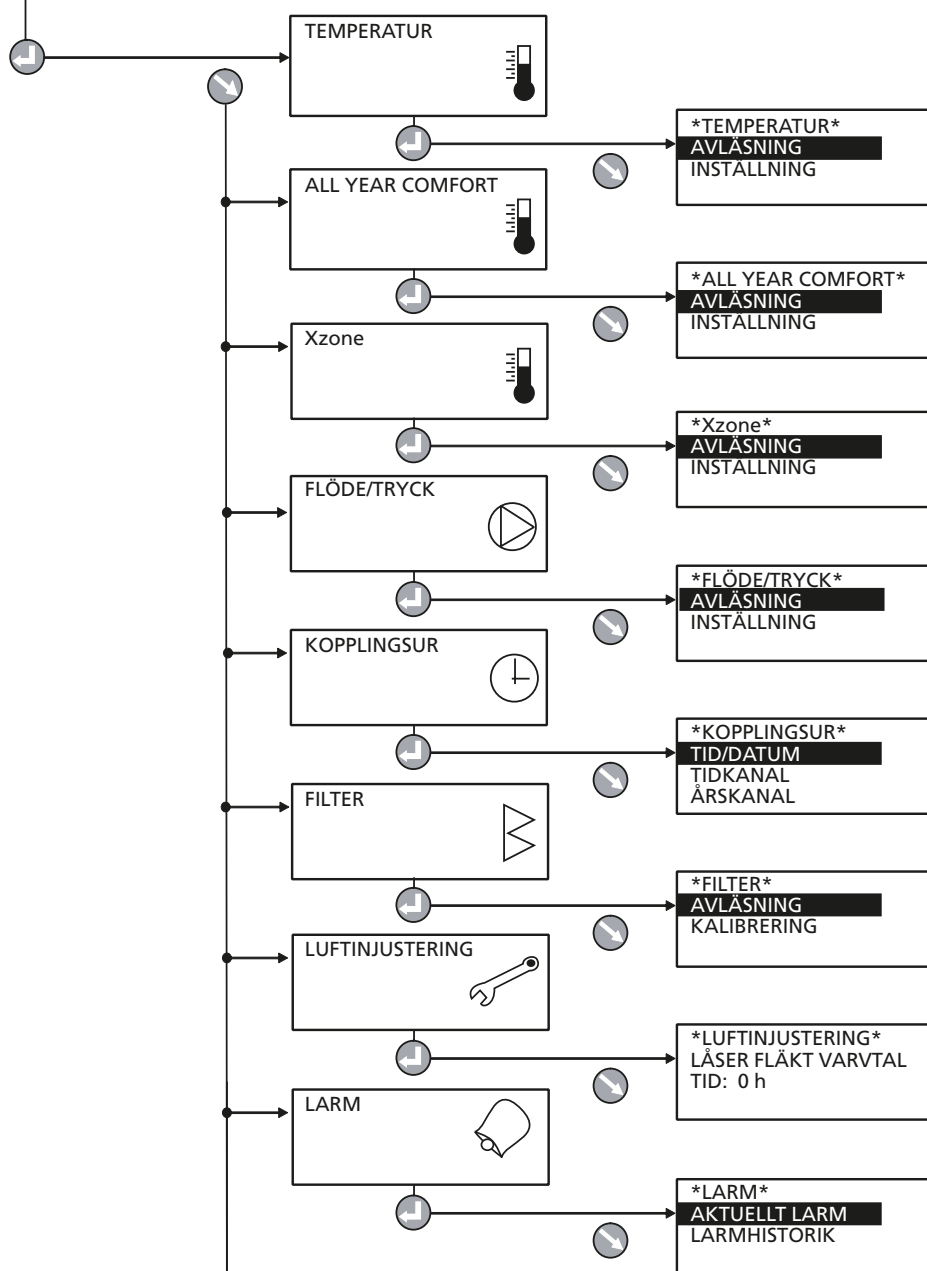 TEMPERATUR
*TEMPERATUR*
AVLÄSNING
INSTÄLLNING
ALL YEAR COMFORT
*ALL YEAR COMFORT*
AVLÄSNING
INSTÄLLNING
Xzone
*Xzone*
AVLÄSNING
INSTÄLLNING
FLÖDE/TRYCK
*FLÖDE/TRYCK*
AVLÄSNING
INSTÄLLNING
KOPPLINGSUR
*KOPPLINGSUR*
TID/DATUM
TIDKANAL
ÅRSKANAL
FILTER
*FILTER*
AVLÄSNING
KALIBRERING
LUFTINJUSTERING
*LUFTINJUSTERING*
LÅSER FLÄKT VARVTAL
TID: 0 h
LARM
*LARM*
AKTUELLT LARM
LARMHISTORIK